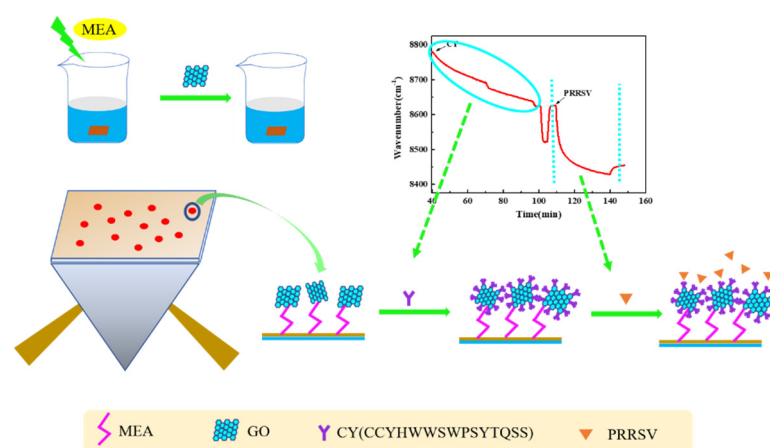 MEA
8800
8700
8600
8500
8400
Wavenumber(cm⁻¹)
CY
PRRSV
40 60 80 100 120 140 160
Time(min)
MEA GO CY(CCYHWWSWPSYTQSS) PRRSV